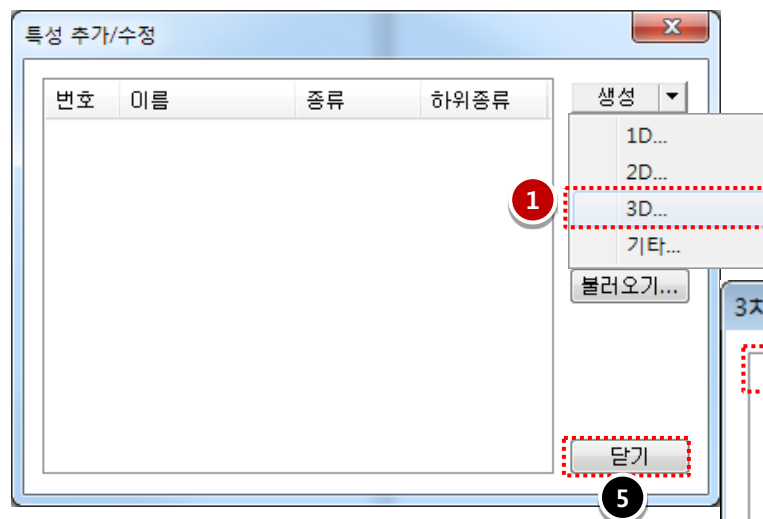 특성 추가/수정
번호 이름 종류 하위종류
생성
1D...
2D...
1
3D...
기타...
불러오기...
3차
닫기
5